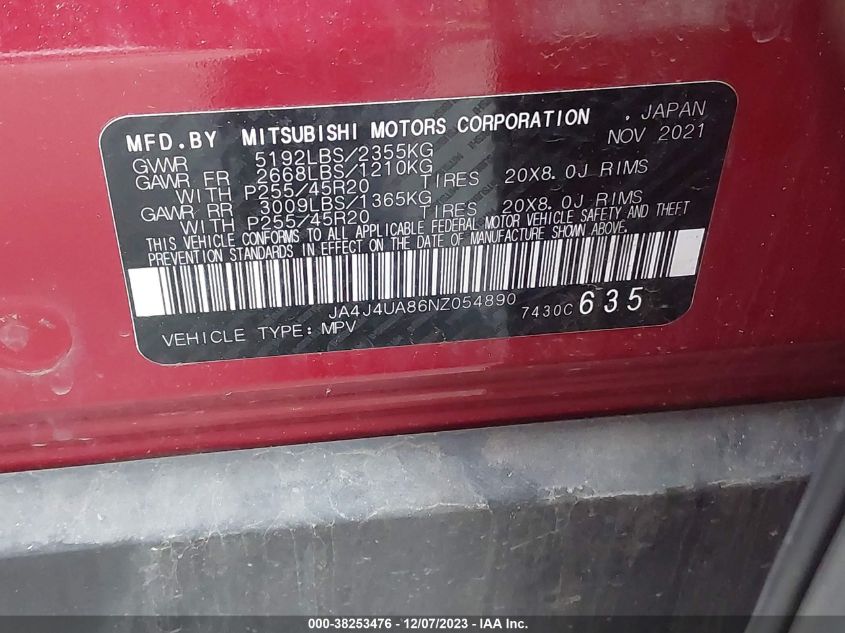 MFD.BY MITSUBISHI MOTORS CORPORATION . JAPAN
NOV 2021
GVWR 5192LBS/2355KG
GAWR FR 2668LBS/1210KG
WITH P255/45R20 TIRES 20X8.0J RIMS
GAWR RR 3009LBS/1365KG
WITH P255/45R20 TIRES 20X8.0J RIMS
THIS VEHICLE CONFORMS TO ALL APPLICABLE FEDERAL MOTOR VEHICLE SAFETY AND THEFT
PREVENTION STANDARDS IN EFFECT ON THE DATE OF MANUFACTURE SHOWN ABOVE.
JA4J4UA86NZ054890
7430C 635
VEHICLE TYPE:MPV
000-38253476 - 12/07/2023 - IAA Inc.